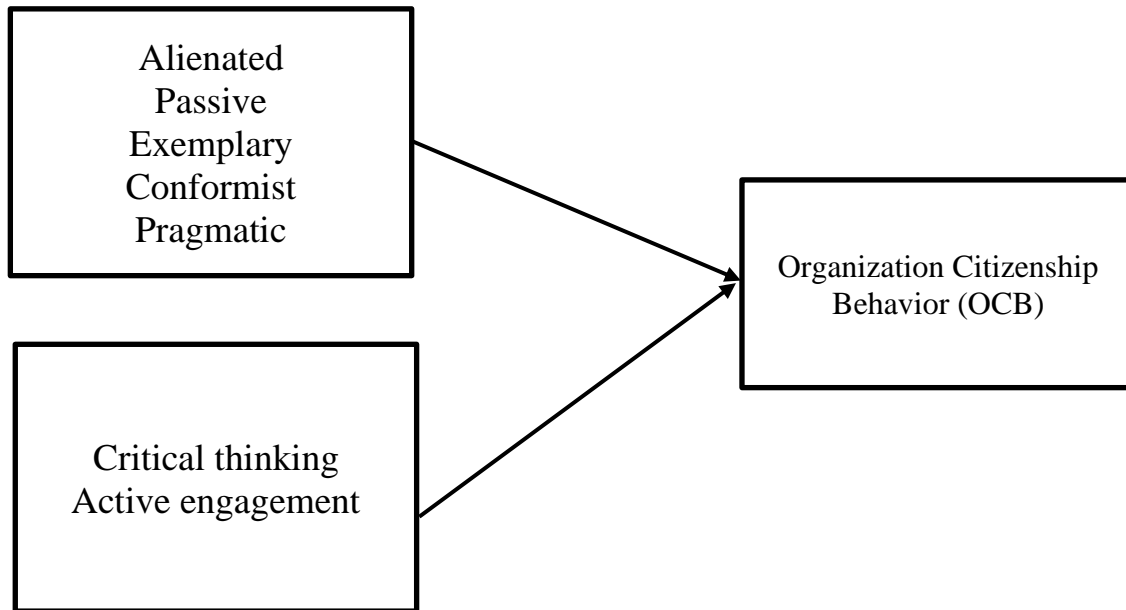 Alienated
Passive
Exemplary
Conformist
Pragmatic
Organization Citizenship
Behavior (OCB)
Critical thinking
Active engagement